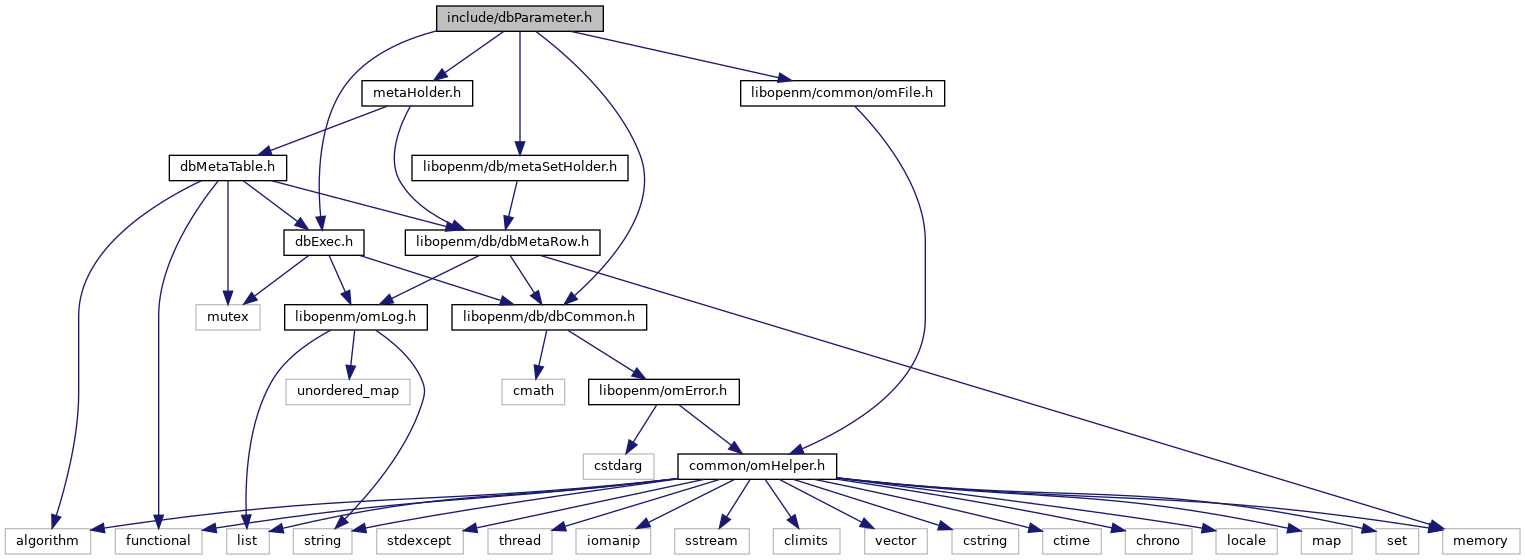 include/dbParameter.h
metaHolder.h
libopenm/common/omFile.h
dbMetaTable.h
libopenm/db/metaSetHolder.h
dbExec.h
libopenm/db/dbMetaRow.h
mutex
libopenm/omLog.h
libopenm/db/dbCommon.h
unordered_map
cmath
libopenm/omError.h
cstdarg
common/omHelper.h
algorithm
functional
list
string
stdexcept
thread
iomanip
sstream
climits
vector
cstring
ctime
chrono
locale
map
set
memory